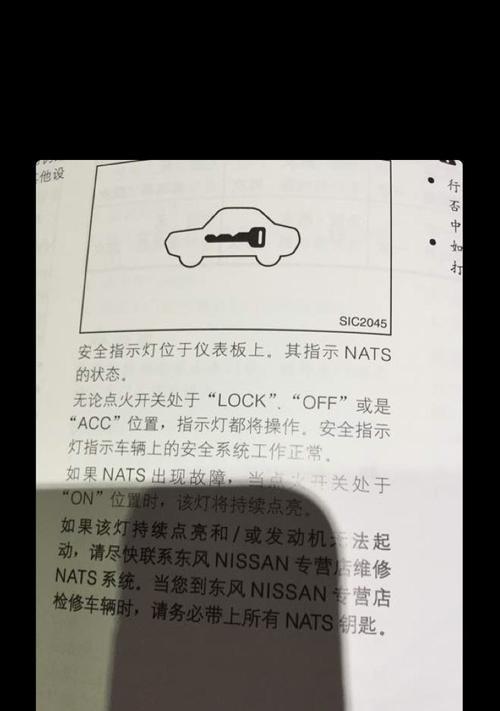 他设
行
否
中
如
打
SIC2045
安全指示灯位于仪表板上。其指示 NATS
的状态。
无论点火开关处于 “LOCK”、“OFF” 或是
“ACC” 位置，指示灯都将操作。安全指示
灯指示车辆上的安全系统工作正常。
如果 NATS 出现故障，当点火开关处于
“ON” 位置时，该灯将持续点亮。
如果该灯持续点亮和/或发动机无法起
动，请尽快联系东风 NISSAN 专营店维修
NATS 系统。当您到东风 NISSAN 专营店
检修车辆时，请务必带上所有 NATS 钥匙。